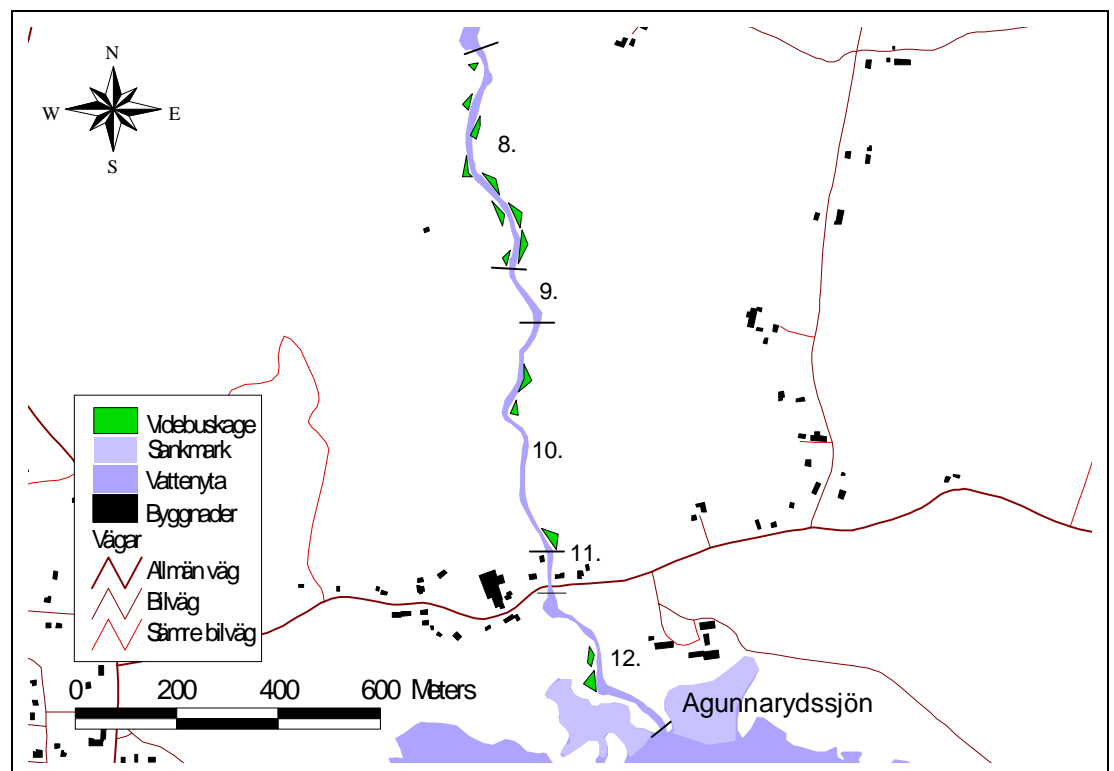 N
W E
S
8.
9.
10.
11.
12.
Videbuskage
Sankmark
Vattenyta
Byggnader
Vägar
Allmän väg
Bilväg
Sämre bilväg
0 200 400 600 Meters
Agunnarydssjön